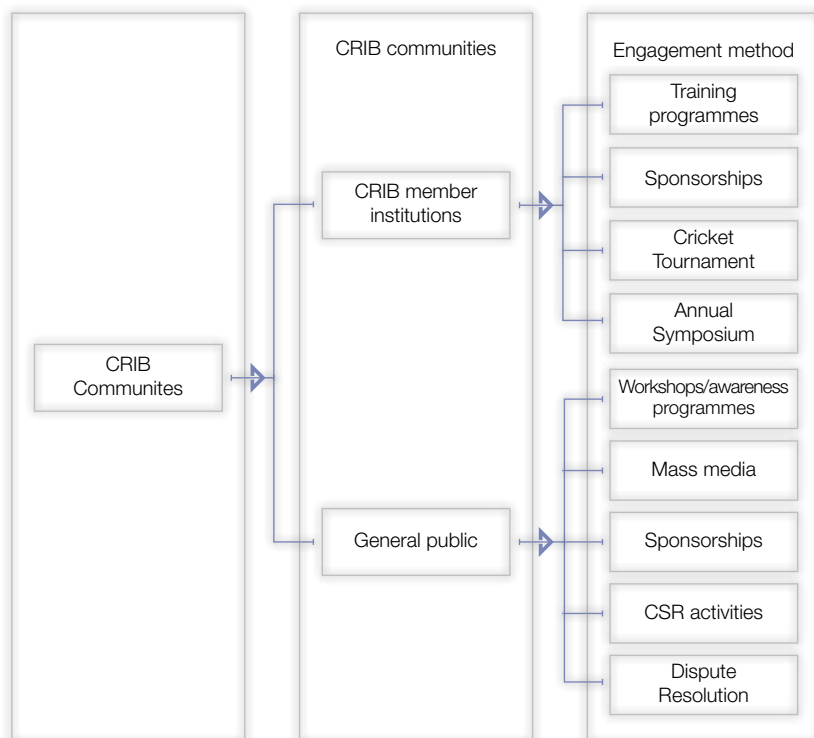 CRIB communities
Engagement method
CRIB
Communites
CRIB member
institutions
General public
Training
programmes
Sponsorships
Cricket
Tournament
Annual
Symposium
Workshops/awareness
programmes
Mass media
Sponsorships
CSR activities
Dispute
Resolution